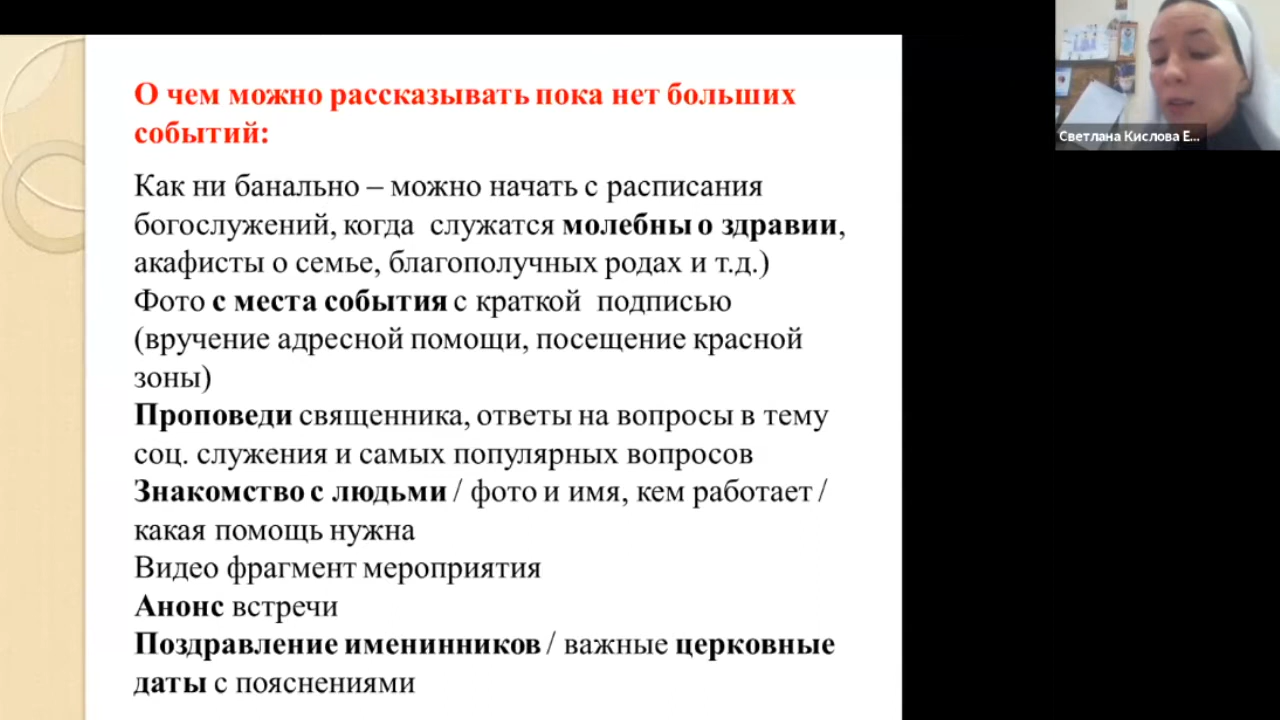 О чем можно рассказывать пока нет больших
событий:
Как ни банально – можно начать с расписания
богослужений, когда служатся молебны о здравии,
акафисты о семье, благополучных родах и т.д.)
Фото с места события с краткой подписью
(вручение адресной помощи, посещение красной
зоны)
Проповеди священника, ответы на вопросы в тему
соц. служения и самых популярных вопросов
Знакомство с людьми / фото и имя, кем работает /
какая помощь нужна
Видео фрагмент мероприятия
Анонс встречи
Поздравление именинников / важные церковные
даты с пояснениями
Светлана Кислова Е...